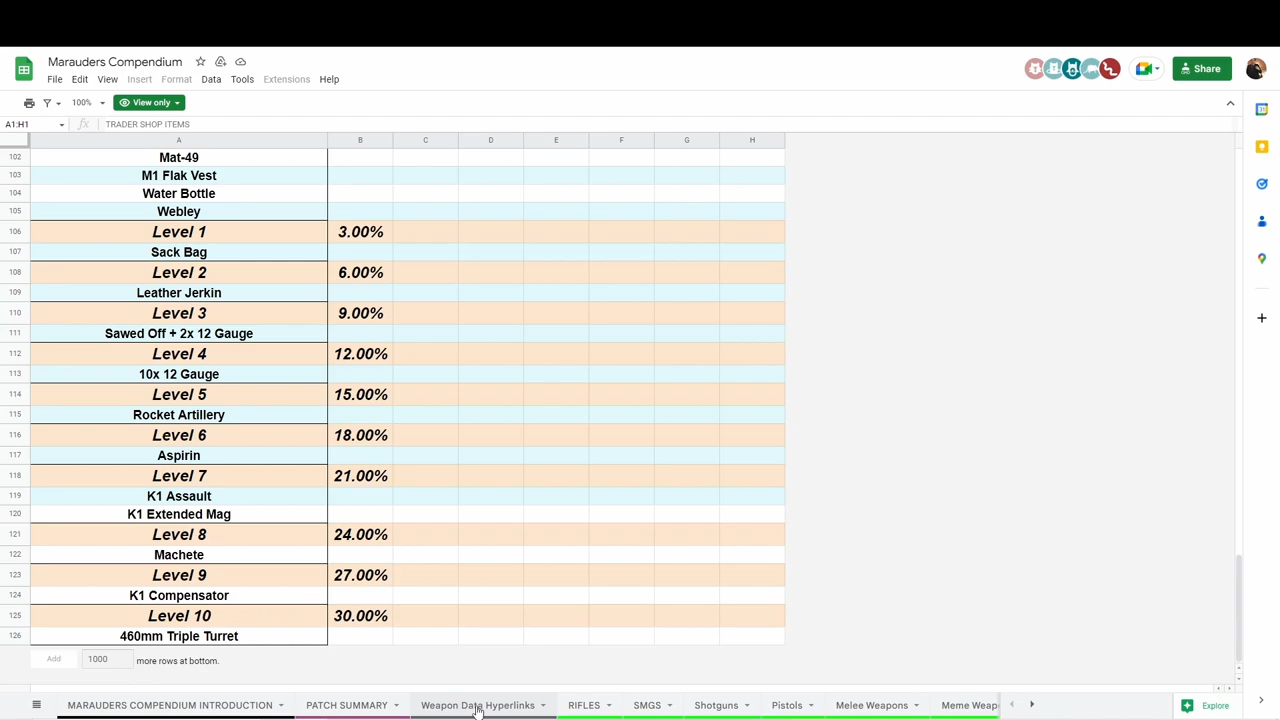 Marauders Compendium
File Edit View Insert Format Data Tools Extensions Help
Share
100% View only
A1:H1 fx TRADER SHOP ITEMS
A B C D E F G H
102 Mat-49
103 M1 Flak Vest
104 Water Bottle
105 Webley
106 Level 1 3.00%
107 Sack Bag
108 Level 2 6.00%
109 Leather Jerkin
110 Level 3 9.00%
111 Sawed Off + 2x 12 Gauge
112 Level 4 12.00%
113 10x 12 Gauge
114 Level 5 15.00%
115 Rocket Artillery
116 Level 6 18.00%
117 Aspirin
118 Level 7 21.00%
119 K1 Assault
120 K1 Extended Mag
121 Level 8 24.00%
122 Machete
123 Level 9 27.00%
124 K1 Compensator
125 Level 10 30.00%
126 460mm Triple Turret
Add 1000 more rows at bottom.
MARAUDERS COMPENDIUM INTRODUCTION PATCH SUMMARY Weapon Data Hyperlinks RIFLES SMGS Shotguns Pistols Melee Weapons Meme Weap Explore